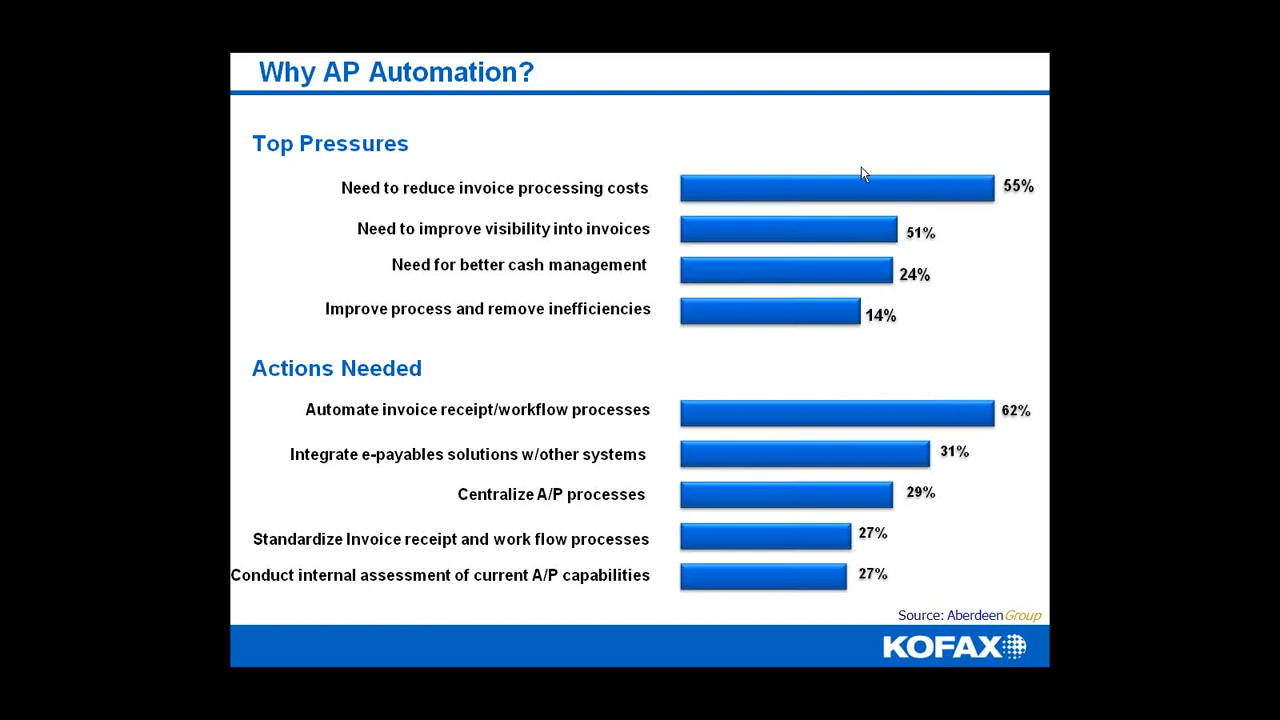 Why AP Automation?
Top Pressures
Need to reduce invoice processing costs 55%
Need to improve visibility into invoices 51%
Need for better cash management 24%
Improve process and remove inefficiencies 14%
Actions Needed
Automate invoice receipt/workflow processes 62%
Integrate e-payables solutions w/other systems 31%
Centralize A/P processes 29%
Standardize Invoice receipt and work flow processes 27%
Conduct internal assessment of current A/P capabilities 27%
Source: AberdeenGroup
KOFAX